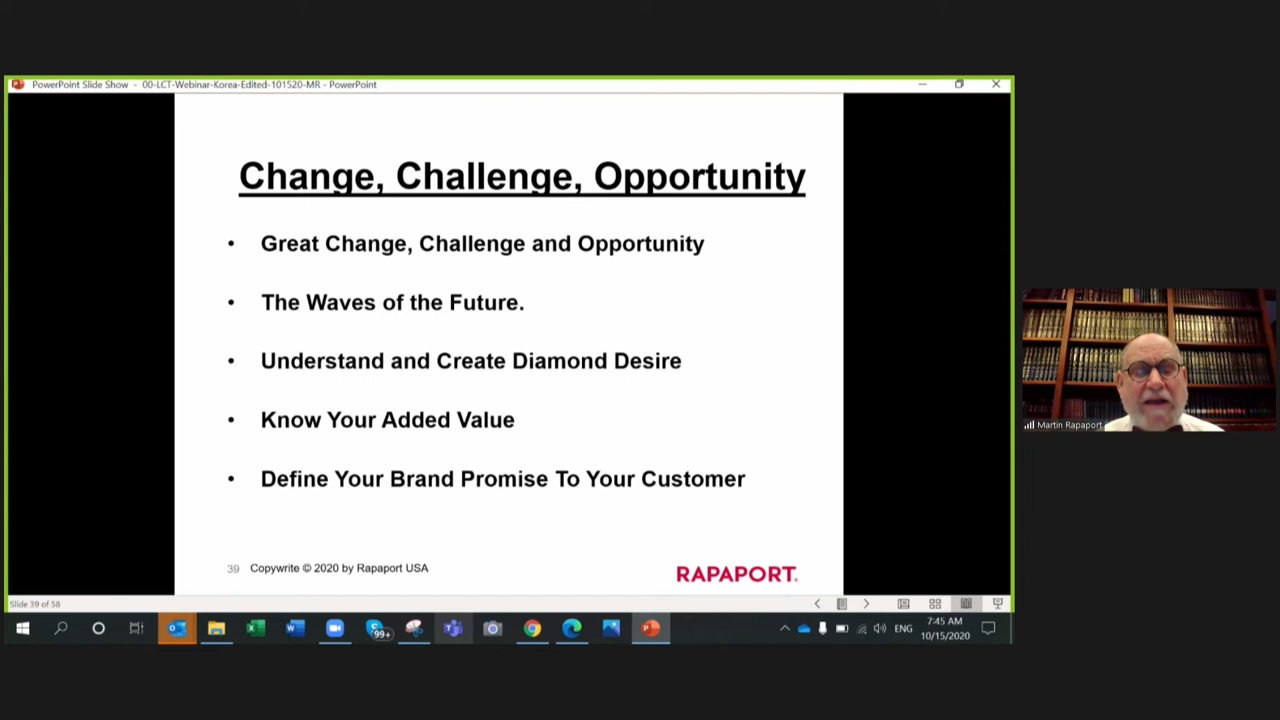 PowerPoint Slide Show - 00-LCT-Webinar-Korea-Edited-101520-MR - PowerPoint
Change, Challenge, Opportunity
• Great Change, Challenge and Opportunity
• The Waves of the Future.
• Understand and Create Diamond Desire
• Know Your Added Value
• Define Your Brand Promise To Your Customer
39 Copywrite © 2020 by Rapaport USA
RAPAPORT.
Martin Rapaport
Slide 39 of 58
99+
ENG
7:45 AM
10/15/2020